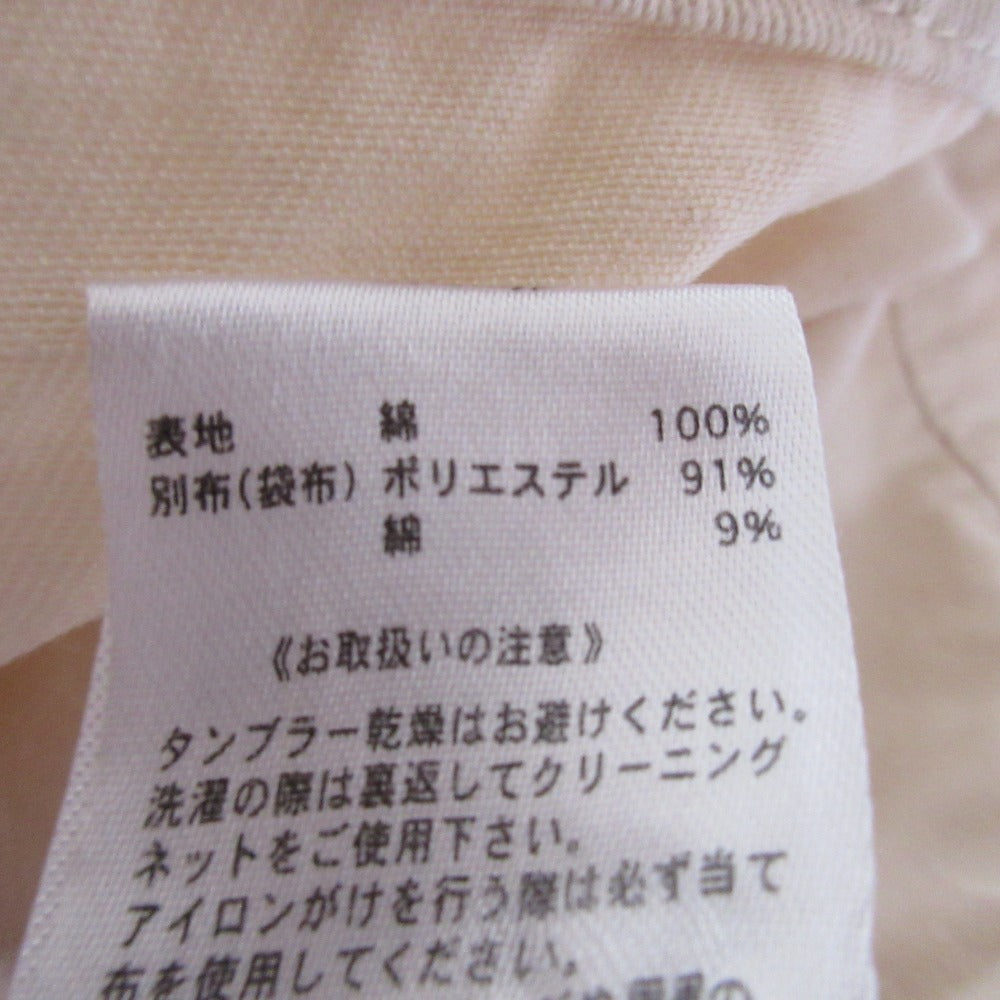 表地 綿 100%
別布(袋布) ポリエステル 91%
綿 9%
《お取扱いの注意》
タンブラー乾燥はお避けください。
洗濯の際は裏返してクリーニング
ネットをご使用下さい。
アイロンがけを行う際は必ず当て
布を使用してください。